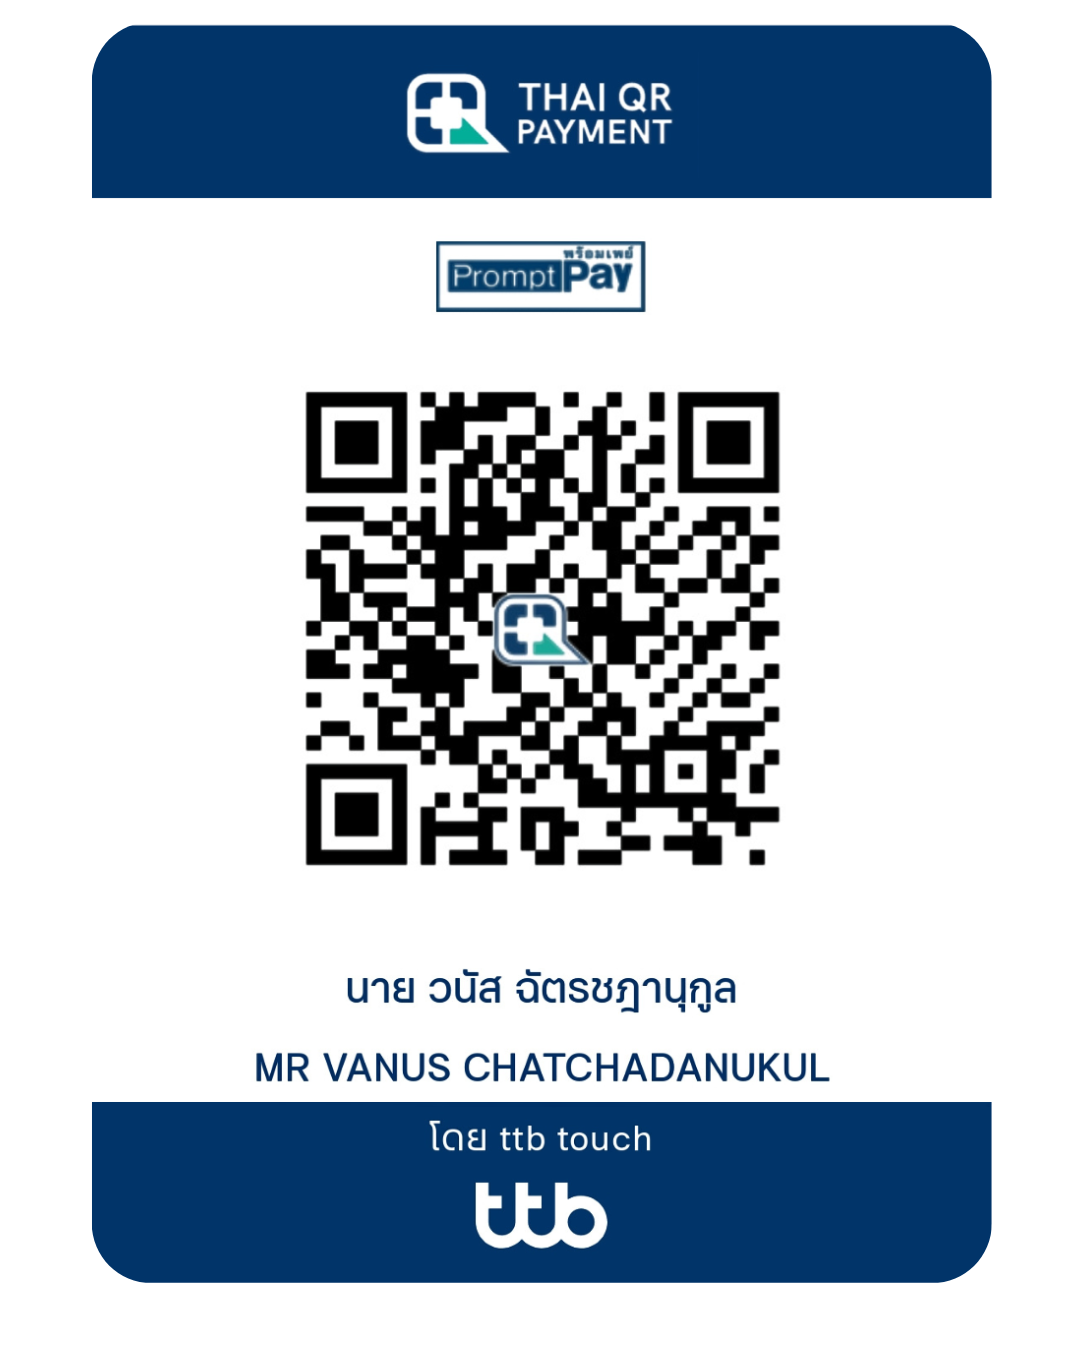 THAI QR
PAYMENT
พร้อมเพย์
PromptPay
นาย วนัส ฉัตรชฎานุกูล
MR VANUS CHATCHADANUKUL
โดย ttb touch
ttb